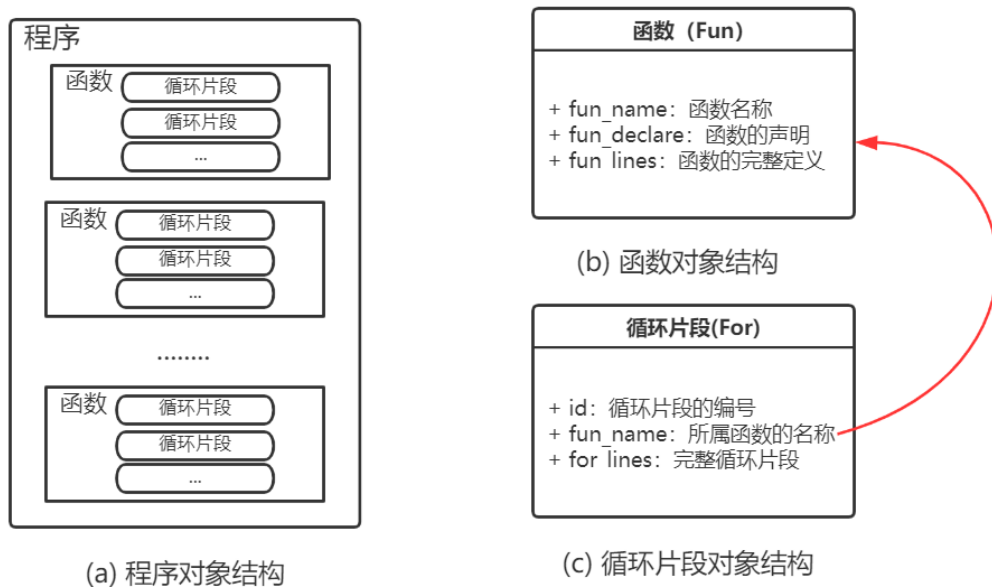 程序
函数
循环片段
循环片段
...
函数
循环片段
循环片段
...
........
函数
循环片段
循环片段
...
(a) 程序对象结构
函数（Fun）
+ fun_name：函数名称
+ fun_declare：函数的声明
+ fun_lines：函数的完整定义
(b) 函数对象结构
循环片段(For)
+ id：循环片段的编号
+ fun_name：所属函数的名称
+ for_lines：完整循环片段
(c) 循环片段对象结构